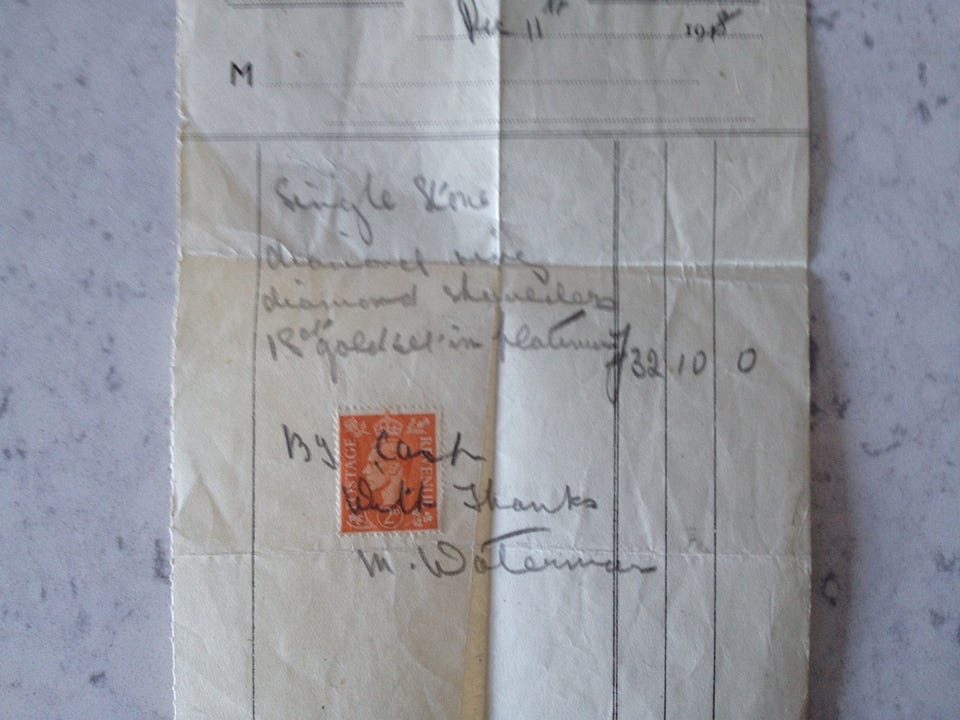 Dec 11th 1948
M
Single Stone
diamond ring
diamond shoulders
18ct gold set in platinum £32 10 0
POSTAGE REVENUE
2D
By Cash
With Thanks
M. Waterman